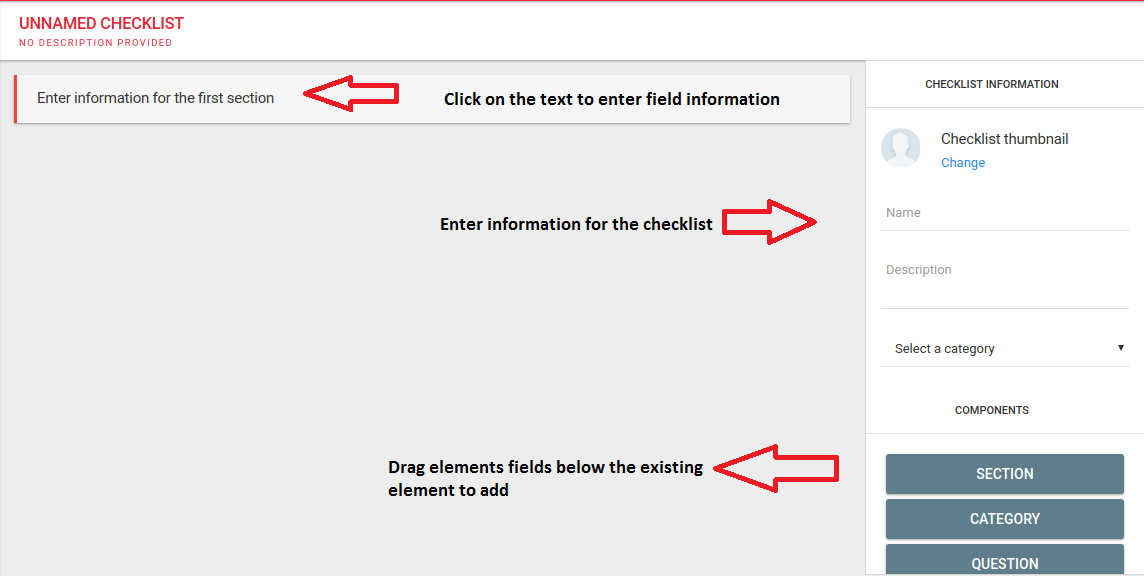 UNNAMED CHECKLIST
NO DESCRIPTION PROVIDED
Enter information for the first section
Click on the text to enter field information
Enter information for the checklist
Drag elements fields below the existing
element to add
CHECKLIST INFORMATION
Checklist thumbnail
Change
Name
Description
Select a category
COMPONENTS
SECTION
CATEGORY
QUESTION